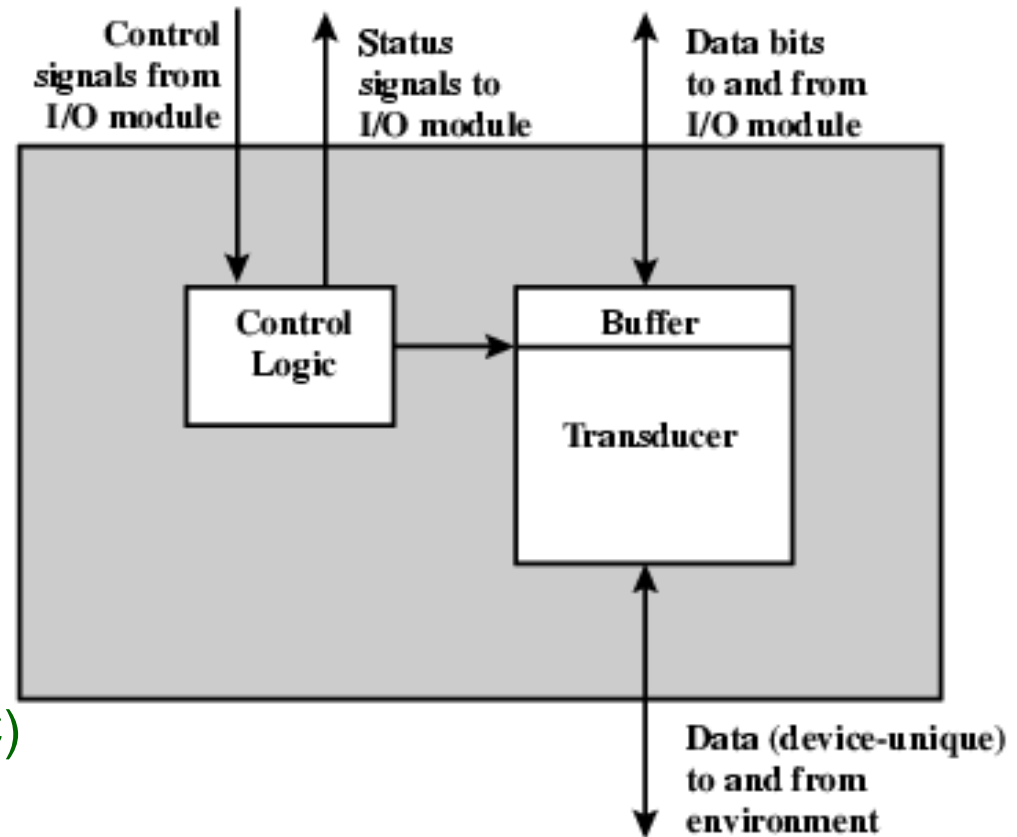 Control
signals from
I/O module
Status
signals to
I/O module
Data bits
to and from
I/O module
Control
Logic
Buffer
Transducer
)
Data (device-unique)
to and from
environment